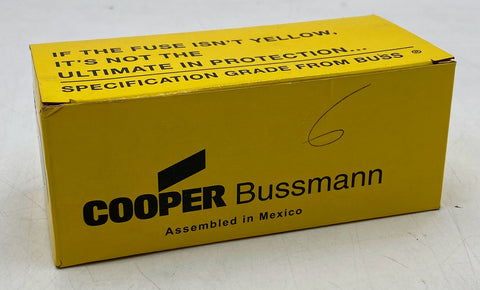 IF THE FUSE ISN'T YELLOW,
IT'S NOT THE
ULTIMATE IN PROTECTION...
SPECIFICATION GRADE FROM BUSS®
6
COOPER Bussmann
Assembled in Mexico